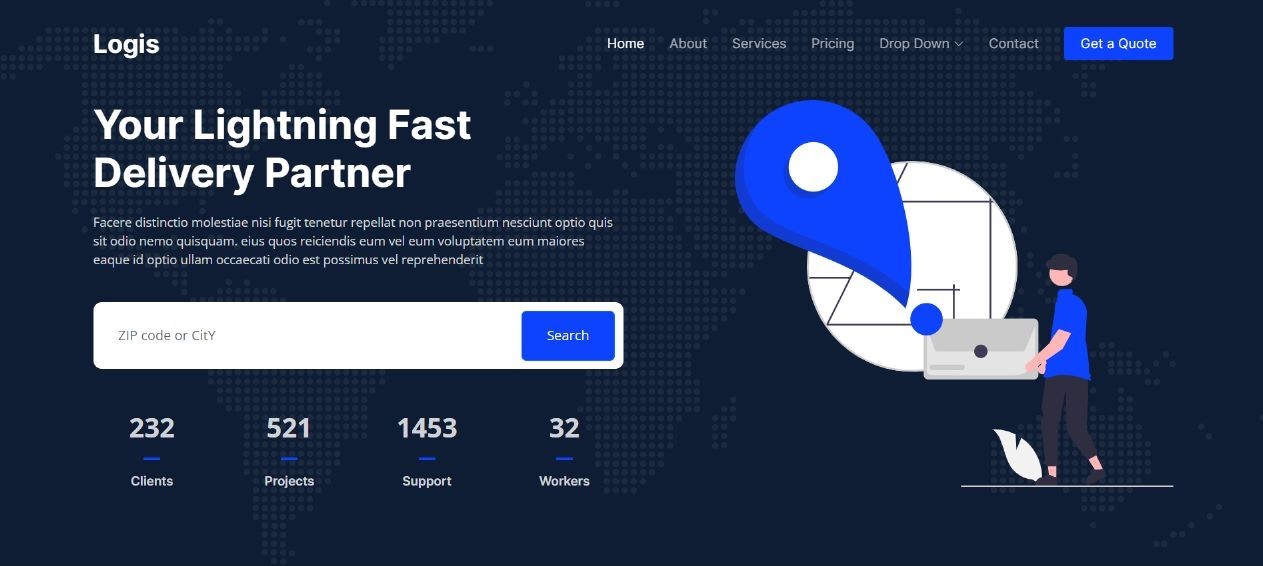 Logis
Home About Services Pricing Drop Down Contact Get a Quote
Your Lightning Fast
Delivery Partner
Facere distinctio molestiae nisi fugit tenetur repellat non praesentium nesciunt optio quis
sit odio nemo quisquam. eius quos reiciendis eum vel eum voluptatem eum maiores
eaque id optio ullam occaecati odio est possimus vel reprehenderit
ZIP code or CitY Search
232 521 1453 32
Clients Projects Support Workers